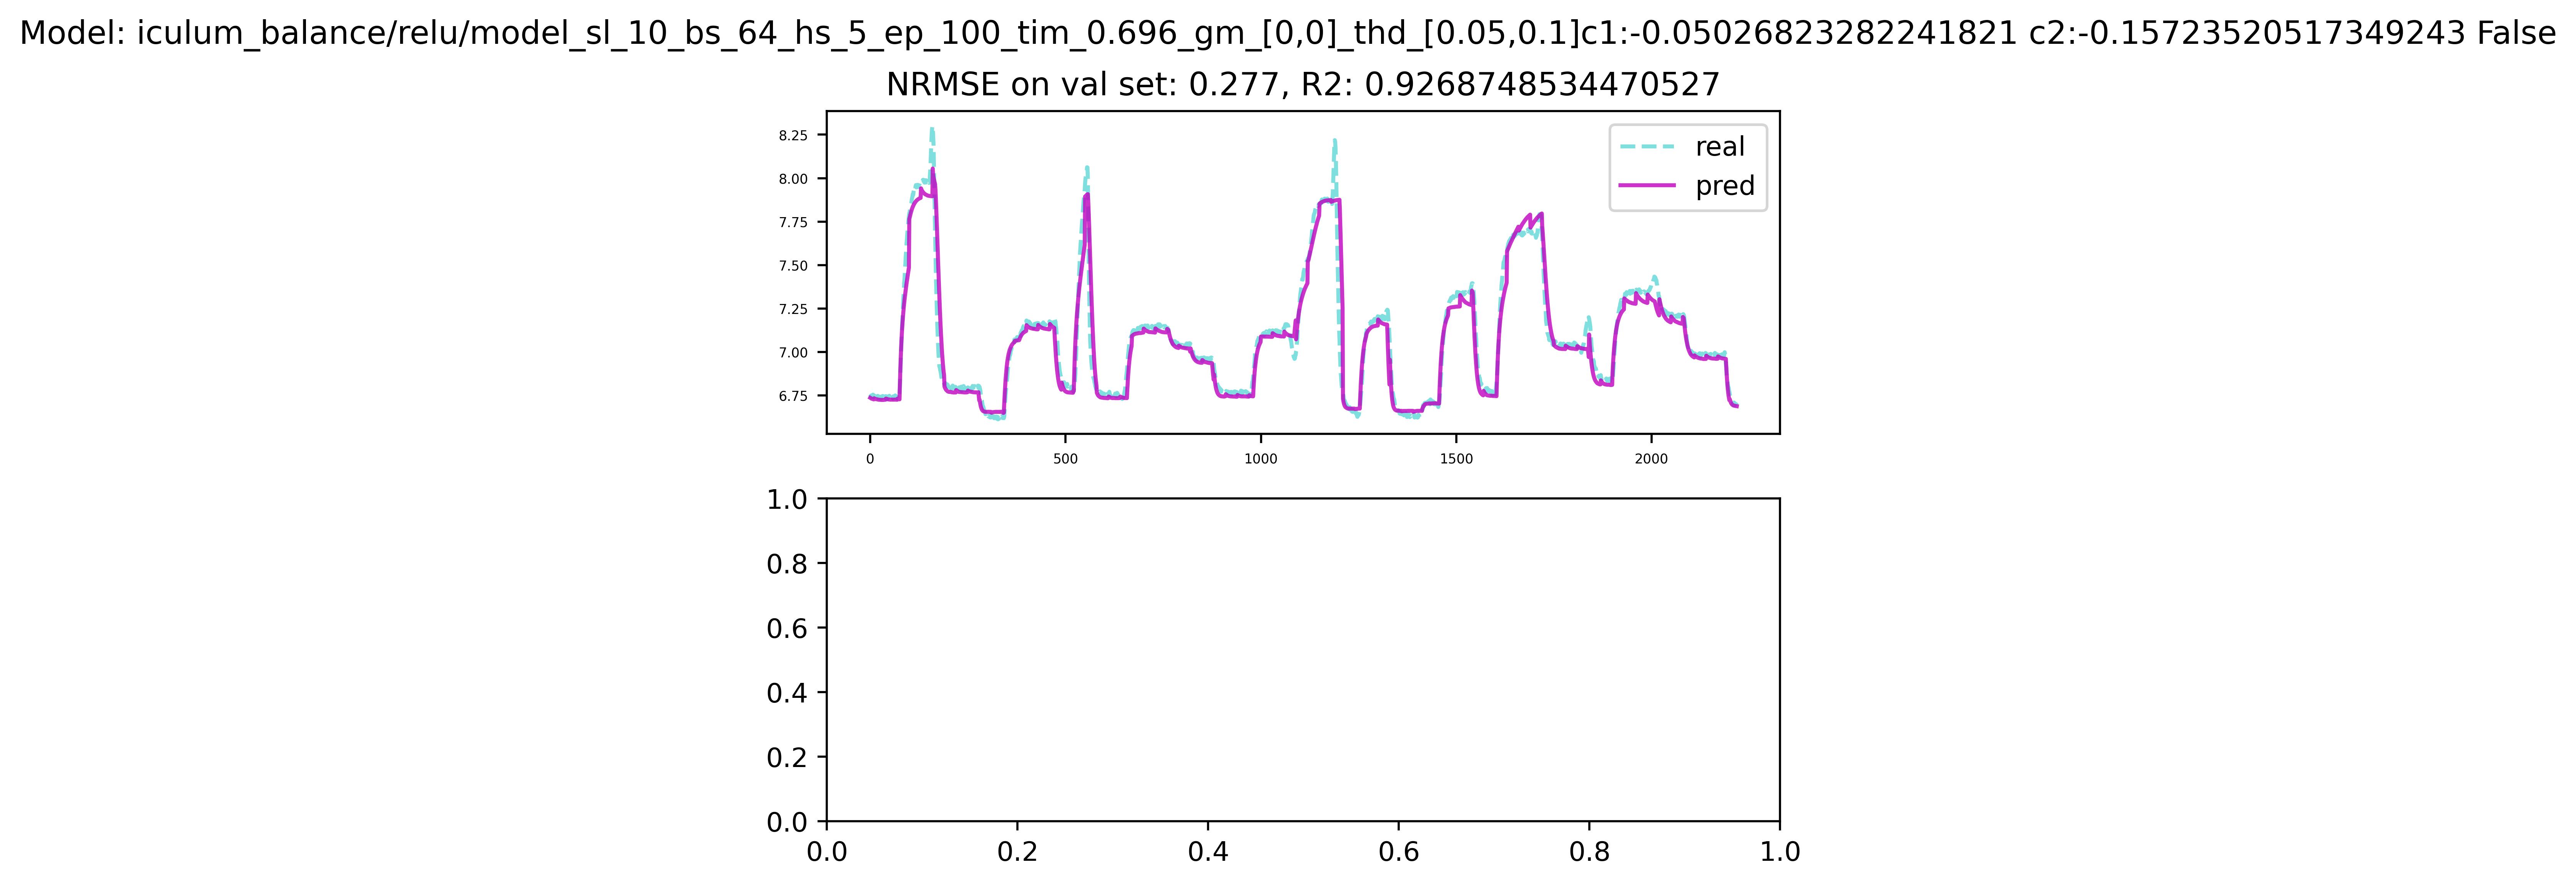 Model: iculum_balance/relu/model_sl_10_bs_64_hs_5_ep_100_tim_0.696_gm_[0,0]_thd_[0.05,0.1]c1:-0.05026823282241821 c2:-0.15723520517349243 False
NRMSE on val set: 0.277, R2: 0.9268748534470527
8.25
8.00
7.75
7.50
7.25
7.00
6.75
real
pred
0 500 1000 1500 2000
1.0
0.8
0.6
0.4
0.2
0.0
0.0 0.2 0.4 0.6 0.8 1.0